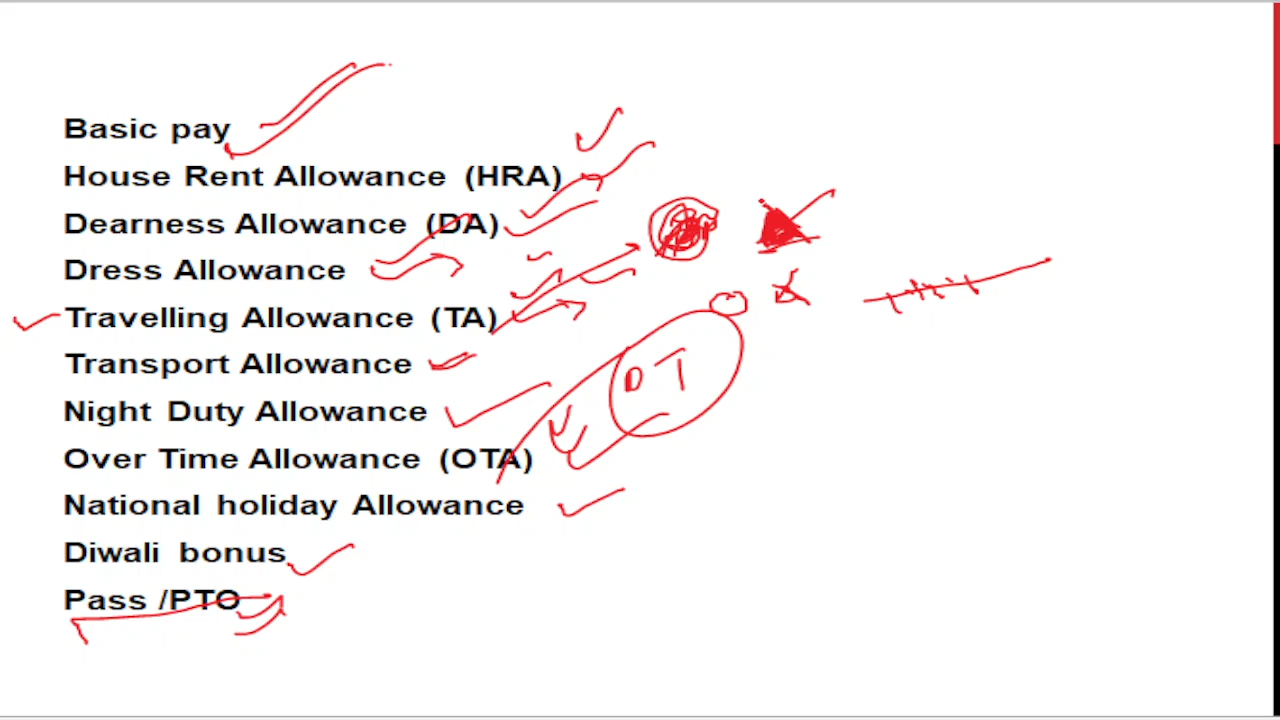 Basic pay
House Rent Allowance (HRA)
Dearness Allowance (DA)
Dress Allowance
Travelling Allowance (TA)
Transport Allowance
Night Duty Allowance
Over Time Allowance (OTA)
National holiday Allowance
Diwali bonus
Pass /PTO
DT